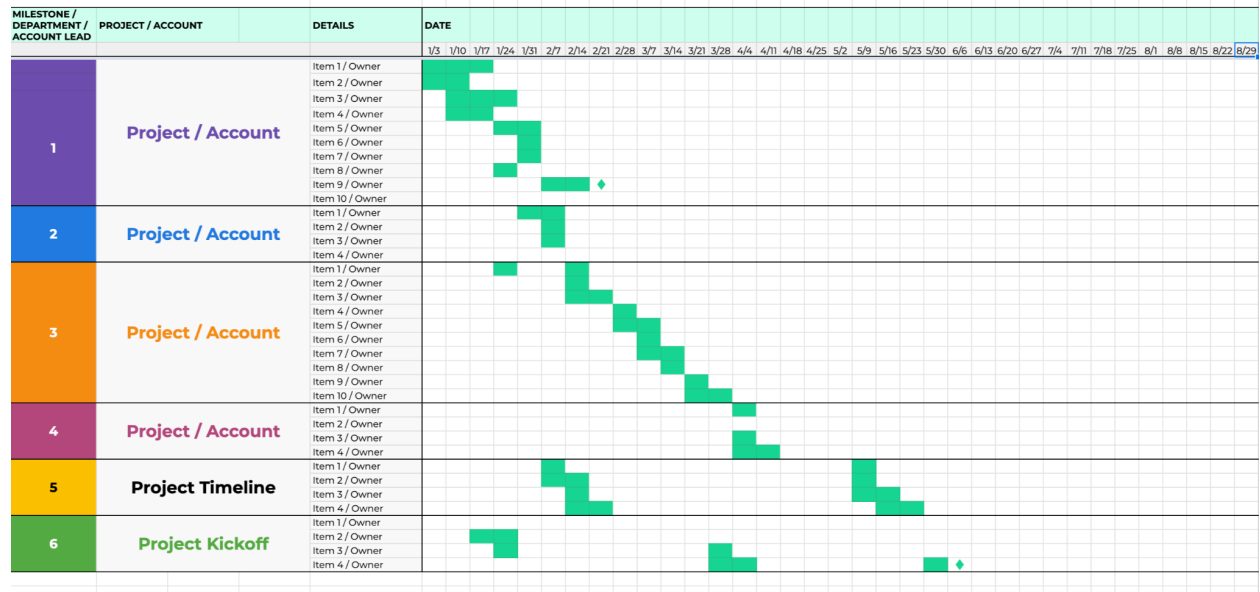 MILESTONE /
DEPARTMENT /
ACCOUNT LEAD
PROJECT / ACCOUNT
DETAILS
DATE
1/3 1/10 1/17 1/24 1/31 2/7 2/14 2/21 2/28 3/7 3/14 3/21 3/28 4/4 4/11 4/18 4/25 5/2 5/9 5/16 5/23 5/30 6/6 6/13 6/20 6/27 7/4 7/11 7/18 7/25 8/1 8/8 8/15 8/22 8/29
1
Project / Account
Item 1 / Owner
Item 2 / Owner
Item 3 / Owner
Item 4 / Owner
Item 5 / Owner
Item 6 / Owner
Item 7 / Owner
Item 8 / Owner
Item 9 / Owner
Item 10 / Owner
2
Project / Account
Item 1 / Owner
Item 2 / Owner
Item 3 / Owner
Item 4 / Owner
3
Project / Account
Item 1 / Owner
Item 2 / Owner
Item 3 / Owner
Item 4 / Owner
Item 5 / Owner
Item 6 / Owner
Item 7 / Owner
Item 8 / Owner
Item 9 / Owner
Item 10 / Owner
4
Project / Account
Item 1 / Owner
Item 2 / Owner
Item 3 / Owner
Item 4 / Owner
5
Project Timeline
Item 1 / Owner
Item 2 / Owner
Item 3 / Owner
Item 4 / Owner
6
Project Kickoff
Item 1 / Owner
Item 2 / Owner
Item 3 / Owner
Item 4 / Owner